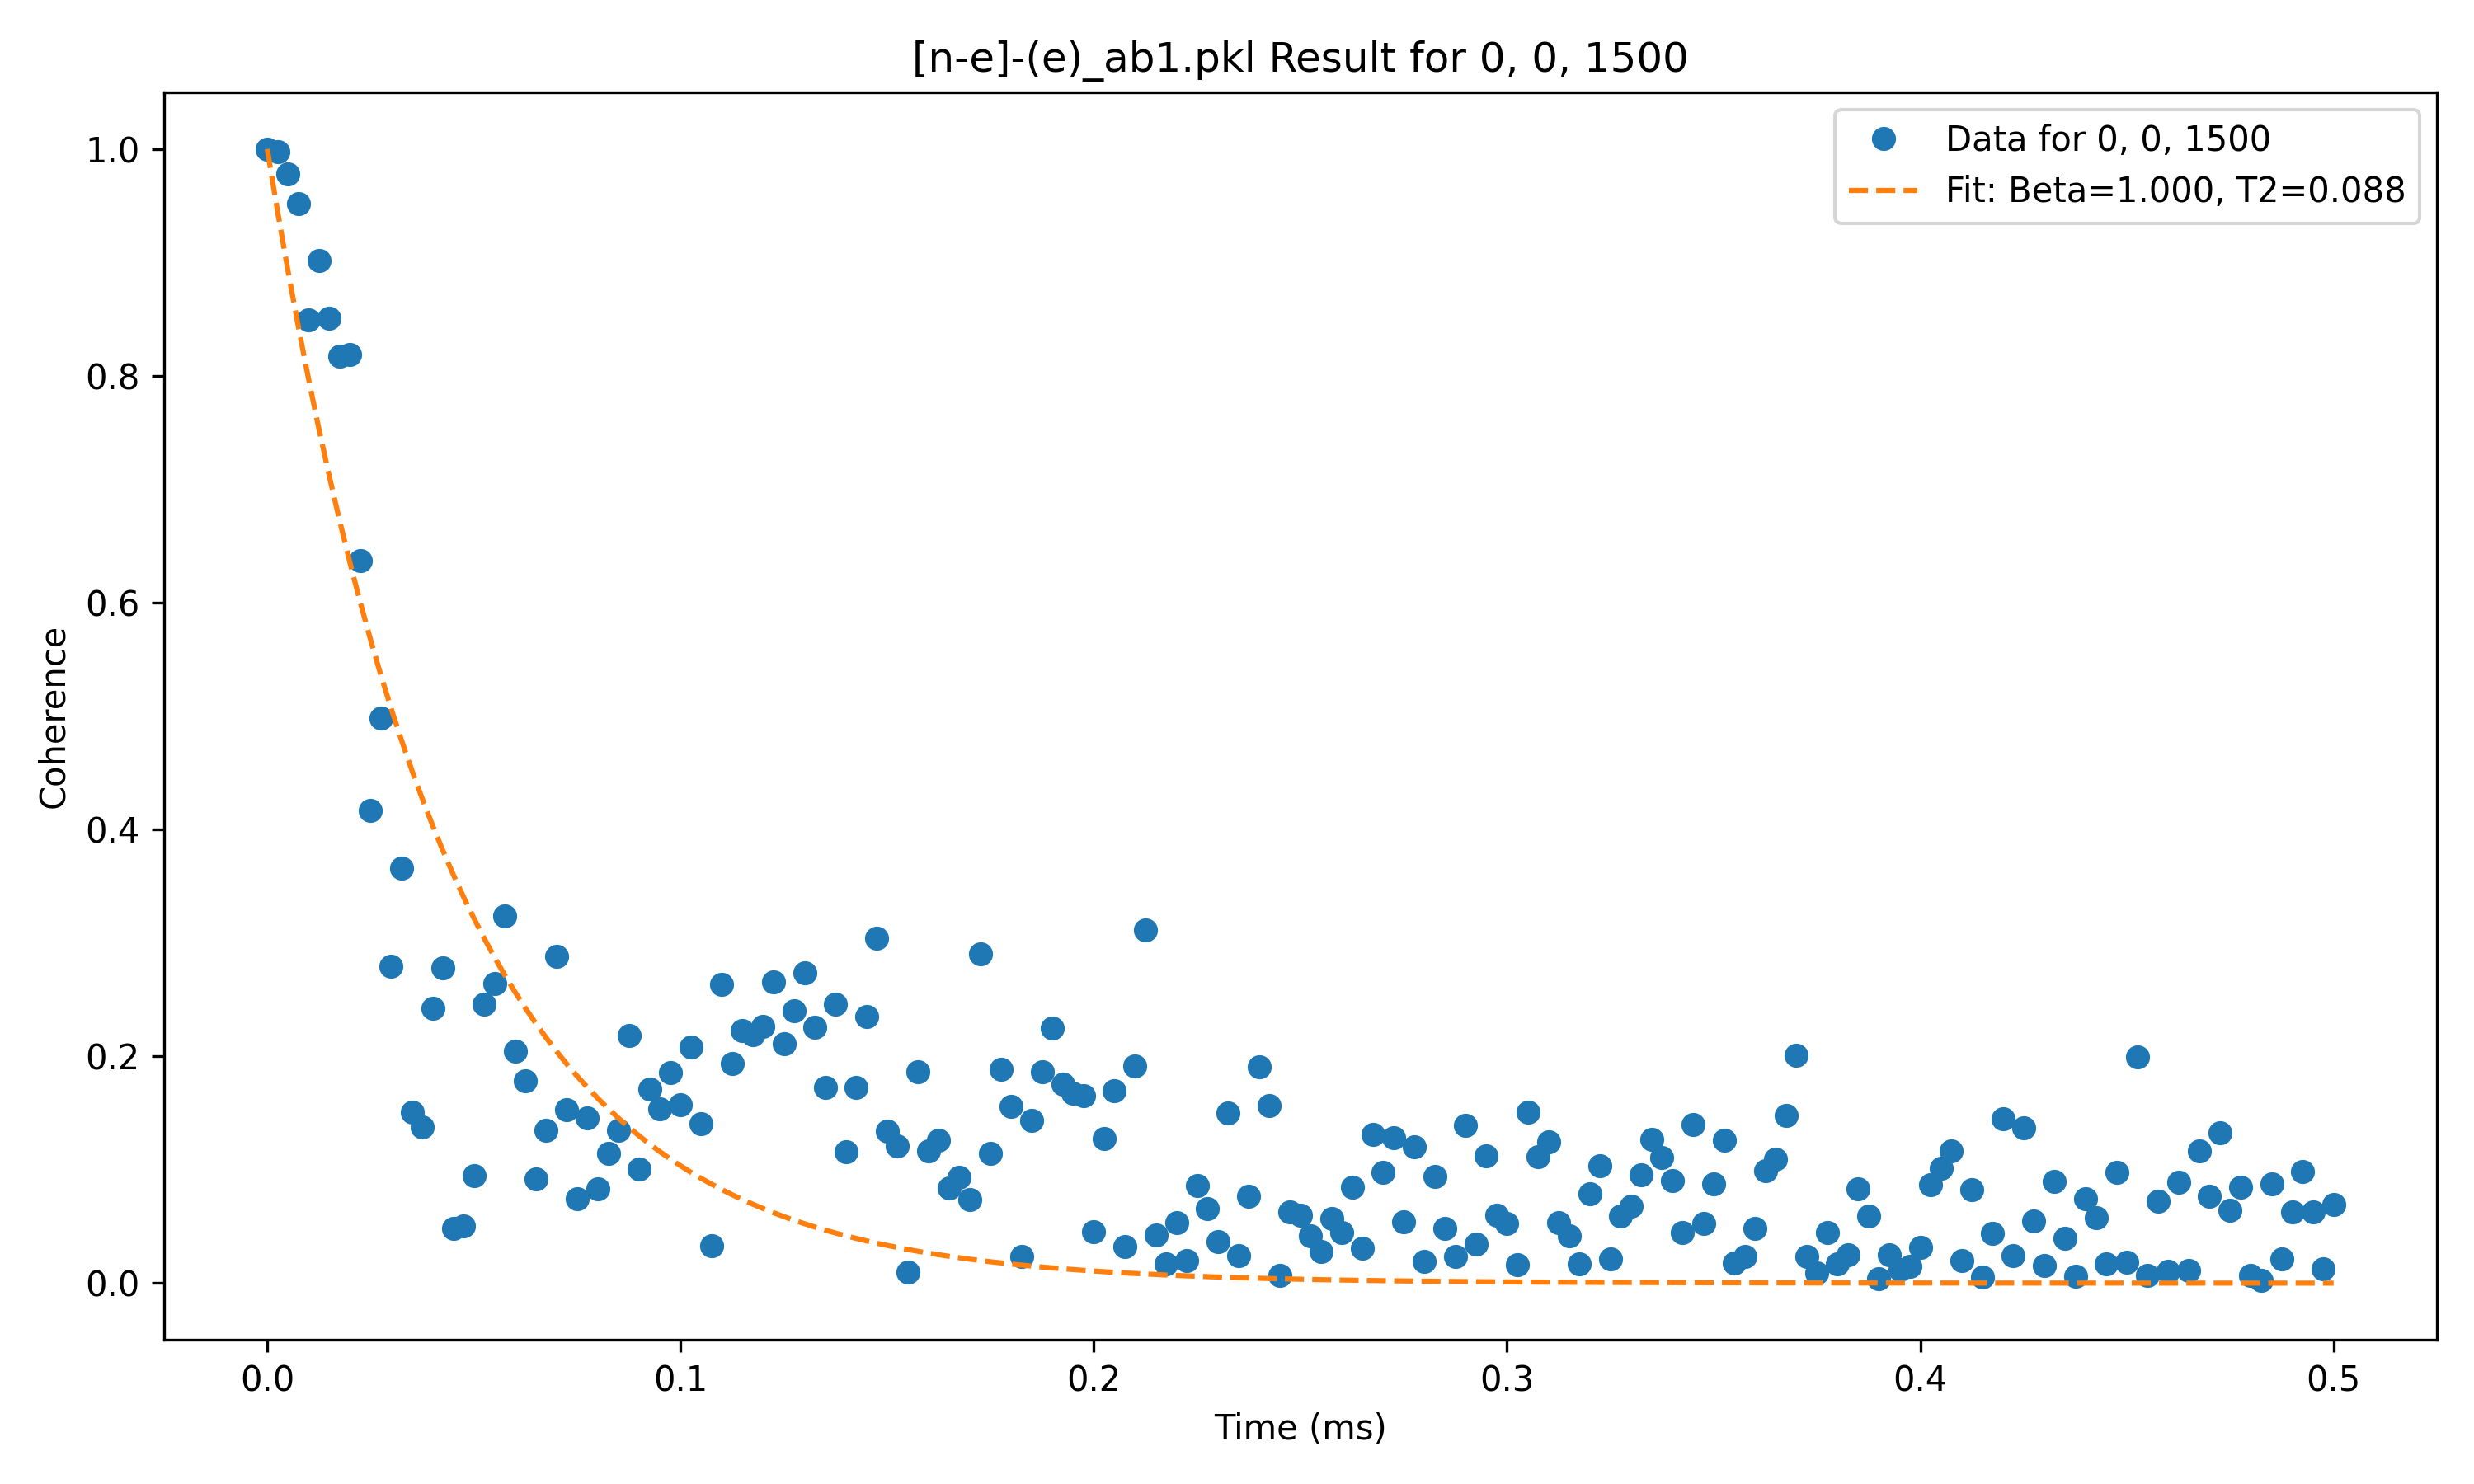 [n-e]-(e)_ab1.pkl Result for 0, 0, 1500
Data for 0, 0, 1500
Fit: Beta=1.000, T2=0.088
Coherence
1.0
0.8
0.6
0.4
0.2
0.0
0.0 0.1 0.2 0.3 0.4 0.5
Time (ms)